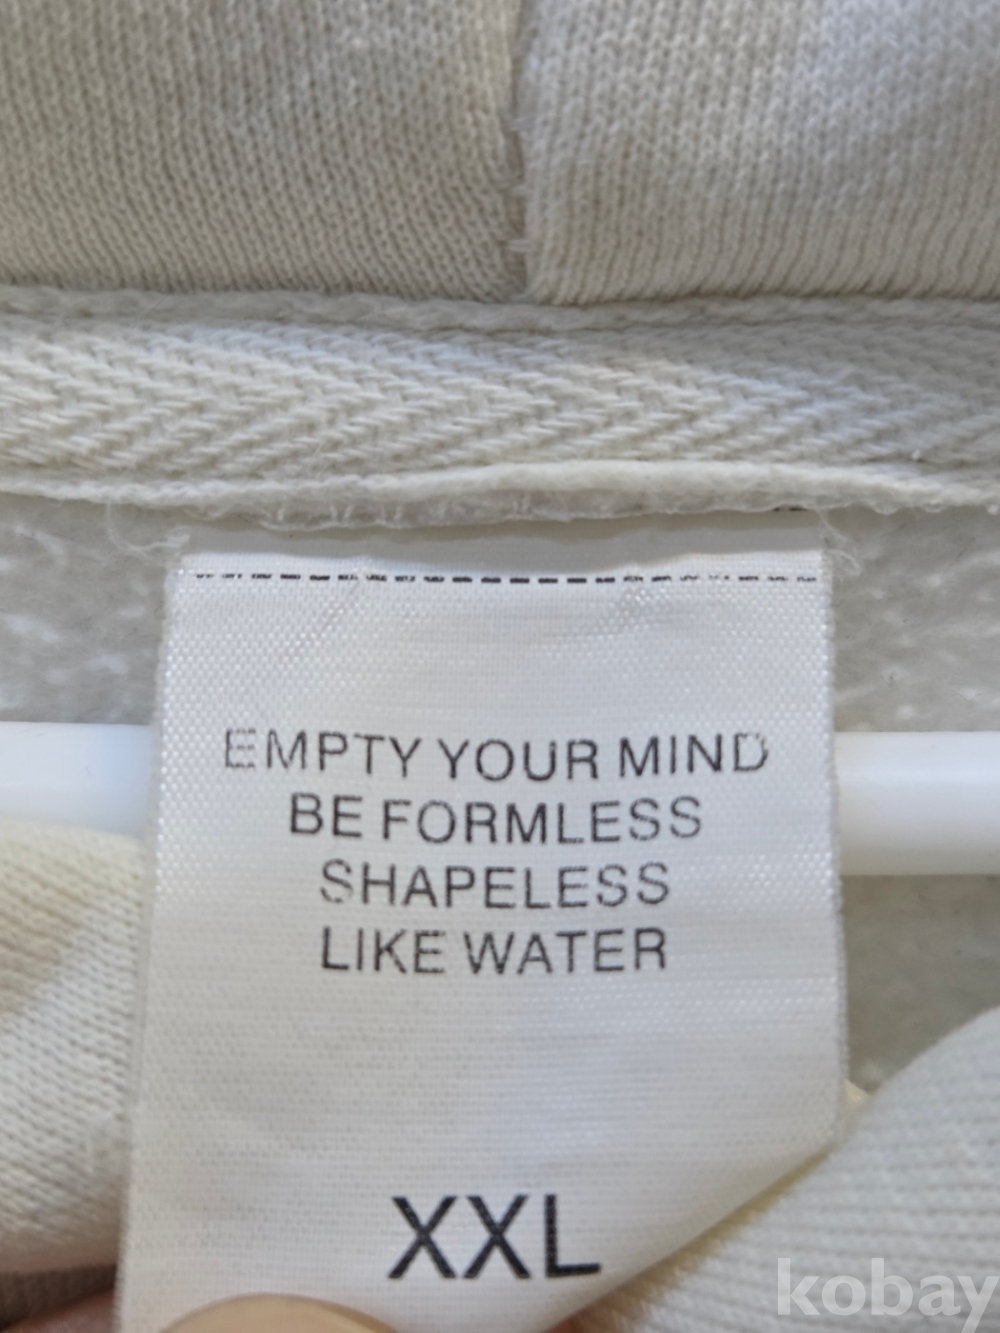 EMPTY YOUR MIND
BE FORMLESS
SHAPELESS
LIKE WATER
XXL
kobay